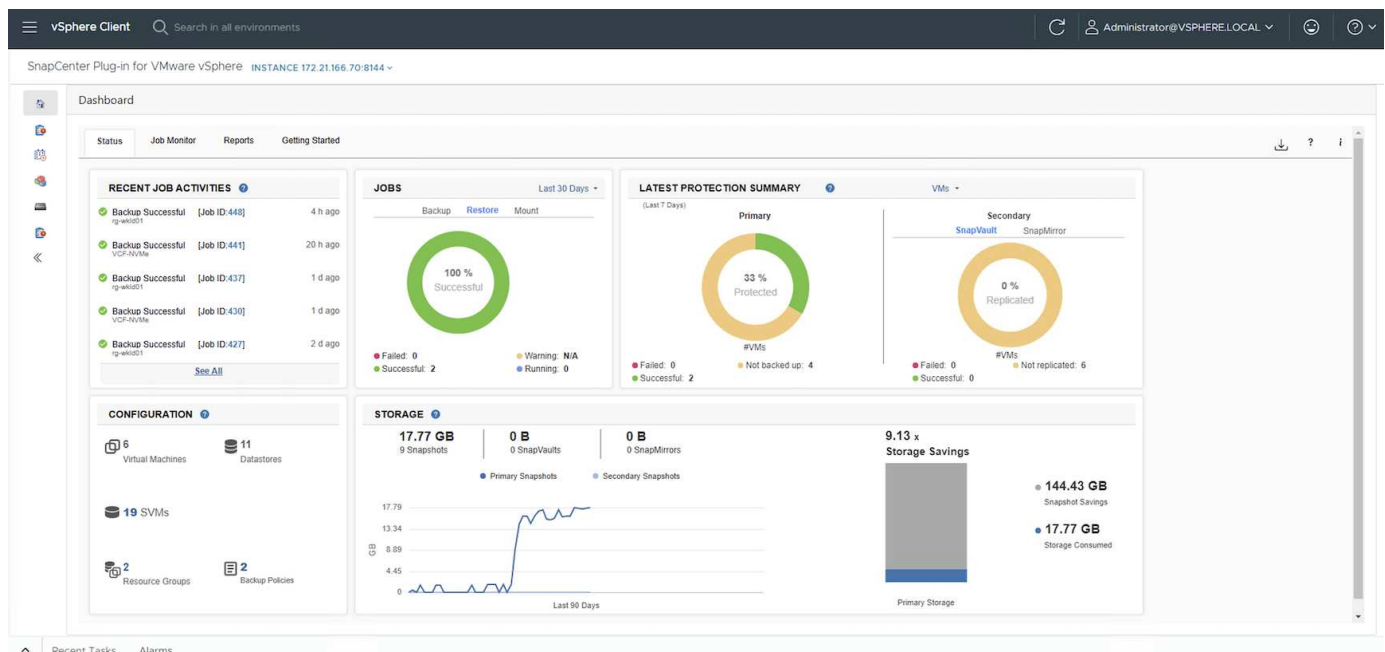 vSphere Client
Search in all environments
Administrator@VSPHERE.LOCAL
SnapCenter Plug-in for VMware vSphere INSTANCE 172.21.166.70:8144
Dashboard
Status Job Monitor Reports Getting Started
? i
RECENT JOB ACTIVITIES ?
Backup Successful [Job ID:448] 4 h ago
rg-wkld01
Backup Successful [Job ID:441] 20 h ago
VCF-NVMe
Backup Successful [Job ID:437] 1 d ago
rg-wkld01
Backup Successful [Job ID:430] 1 d ago
VCF-NVMe
Backup Successful [Job ID:427] 2 d ago
rg-wkld01
See All
JOBS Last 30 Days
Backup Restore Mount
100 %
Successful
Failed: 0 Warning: N/A
Successful: 2 Running: 0
LATEST PROTECTION SUMMARY ? VMs
(Last 7 Days)
Primary
33 %
Protected
#VMs
Failed: 0 Not backed up: 4
Successful: 2
Secondary
SnapVault SnapMirror
0 %
Replicated
#VMs
Failed: 0 Not replicated: 6
Successful: 0
CONFIGURATION ?
6
Virtual Machines
11
Datastores
19 SVMs
2
Resource Groups
2
Backup Policies
STORAGE ?
17.77 GB
9 Snapshots
0 B
0 SnapVaults
0 B
0 SnapMirrors
Primary Snapshots Secondary Snapshots
17.79
13.34
8.89
4.45
0
GB
Last 90 Days
9.13 x
Storage Savings
144.43 GB
Snapshot Savings
17.77 GB
Storage Consumed
Primary Storage
Recent Tasks Alarms